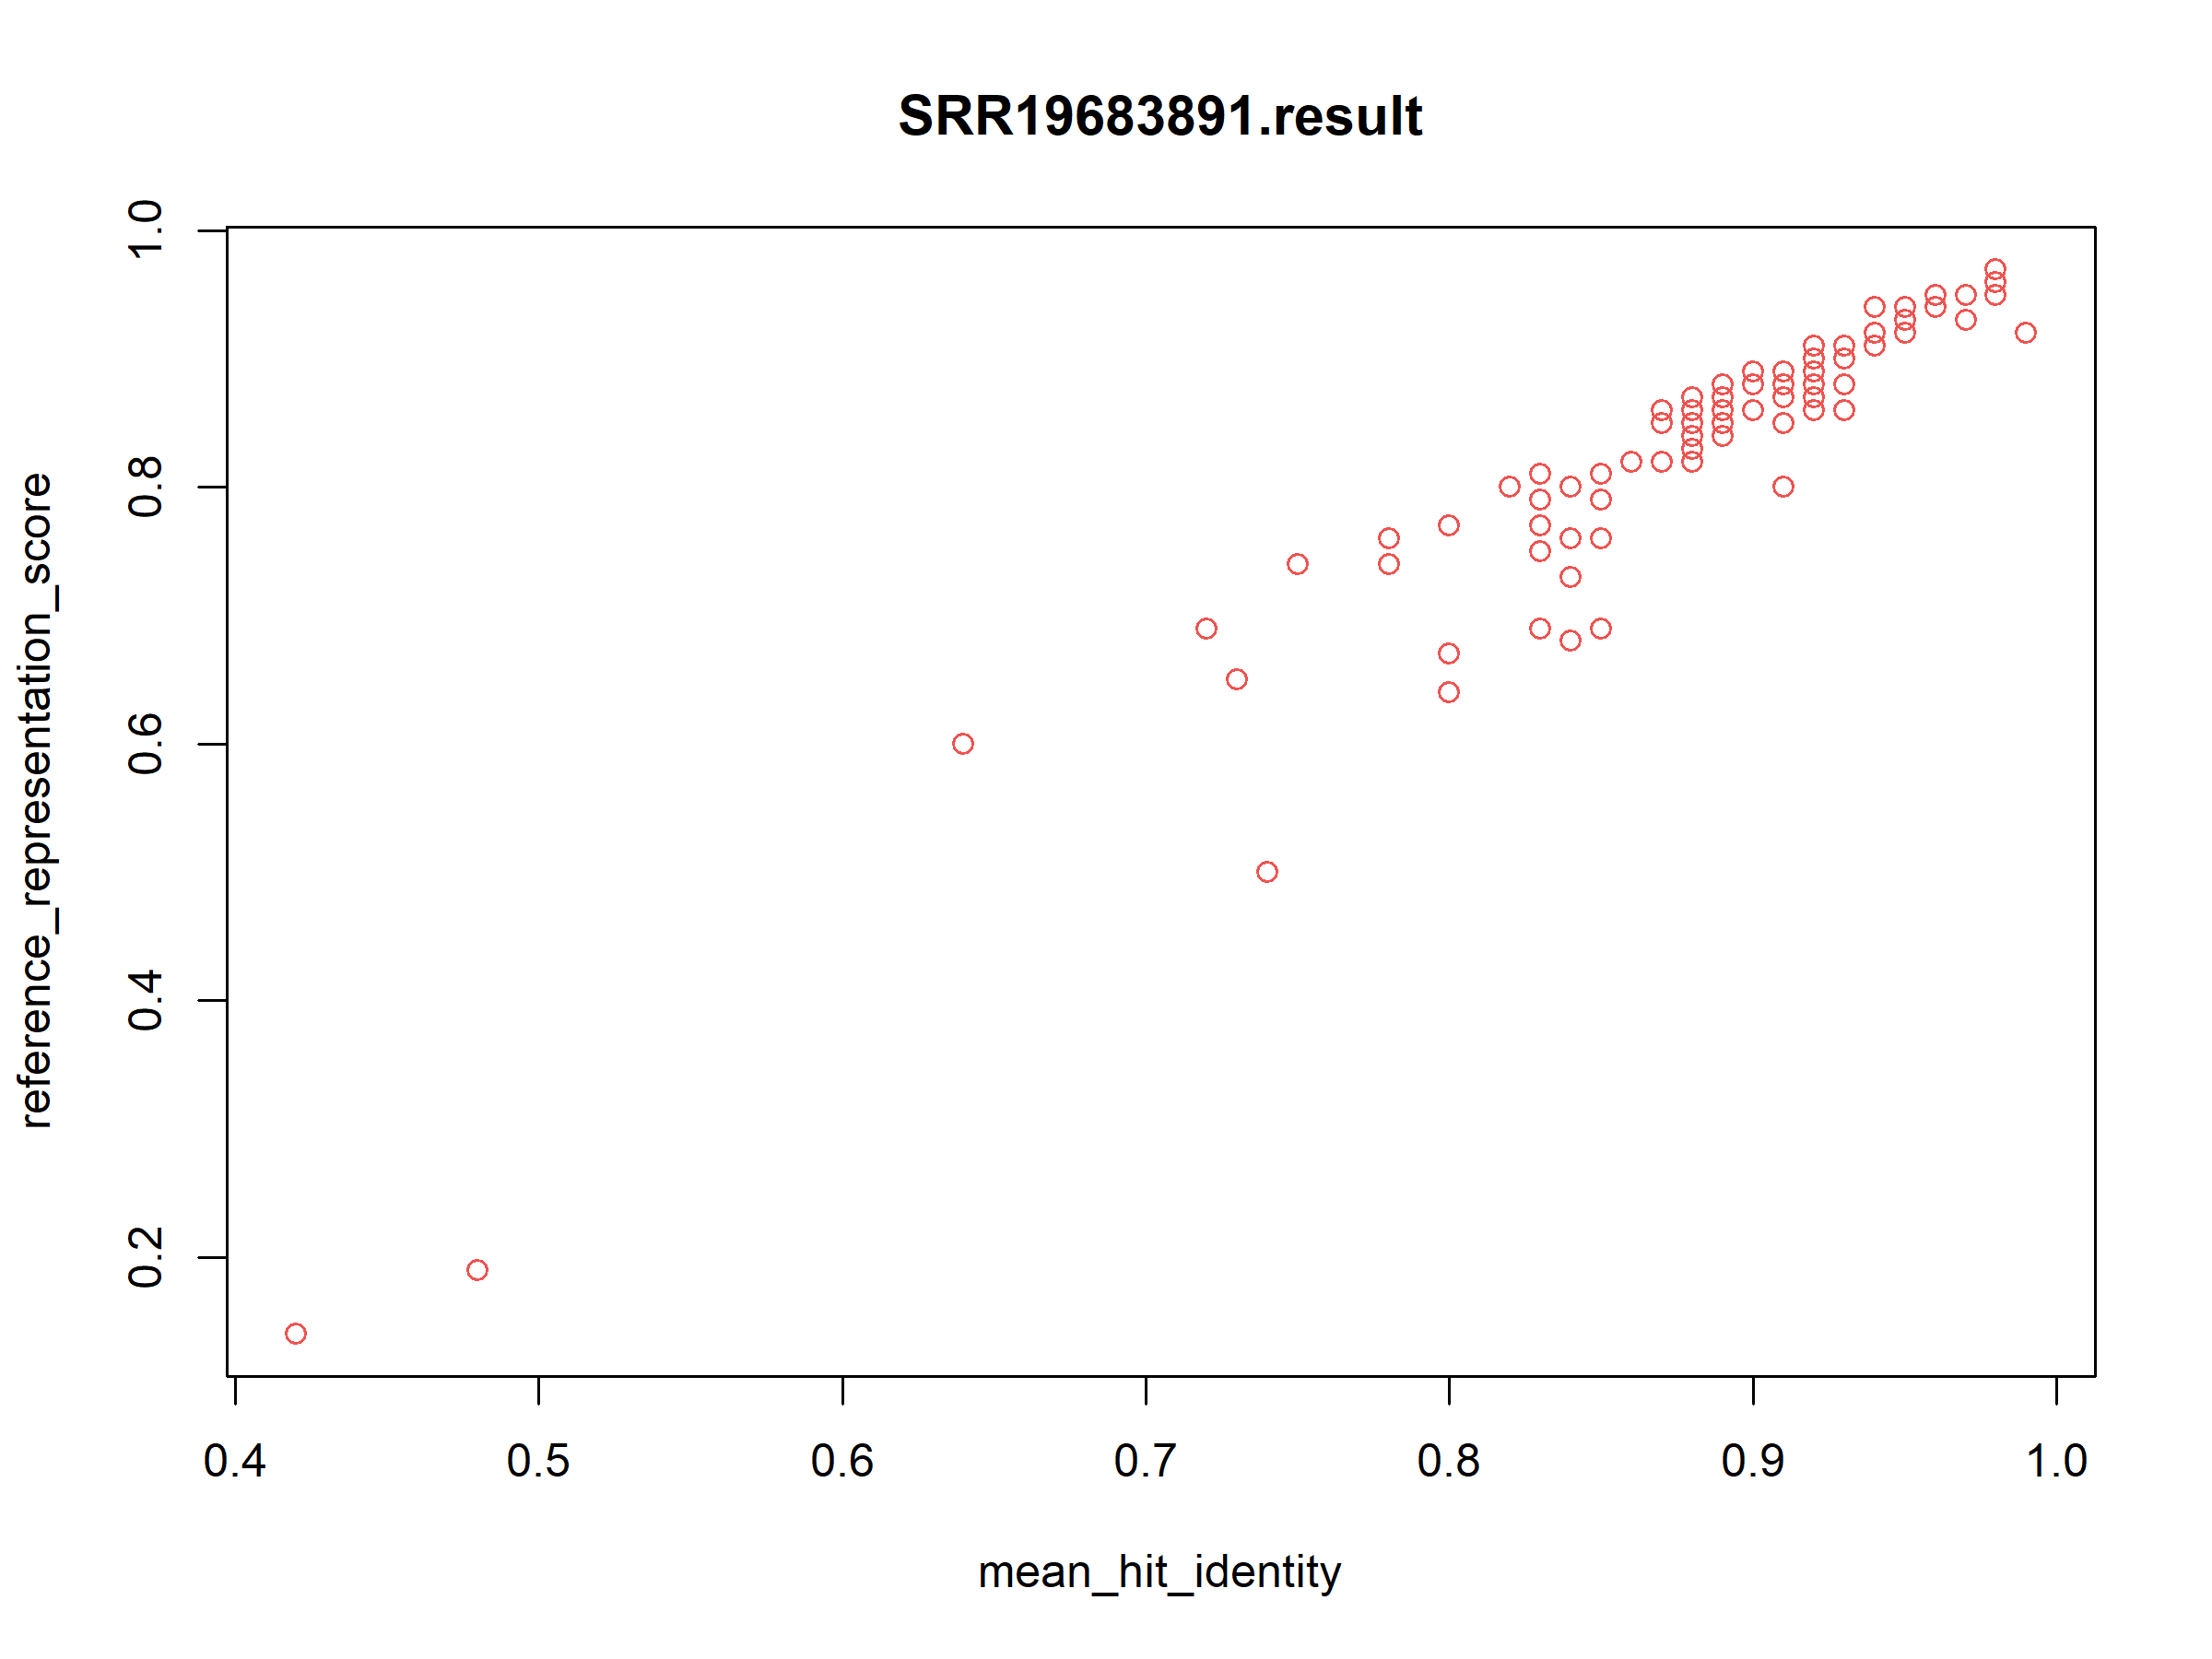 SRR19683891.result
reference_representation_score
1.0
0.8
0.6
0.4
0.2
0.4 0.5 0.6 0.7 0.8 0.9 1.0
mean_hit_identity